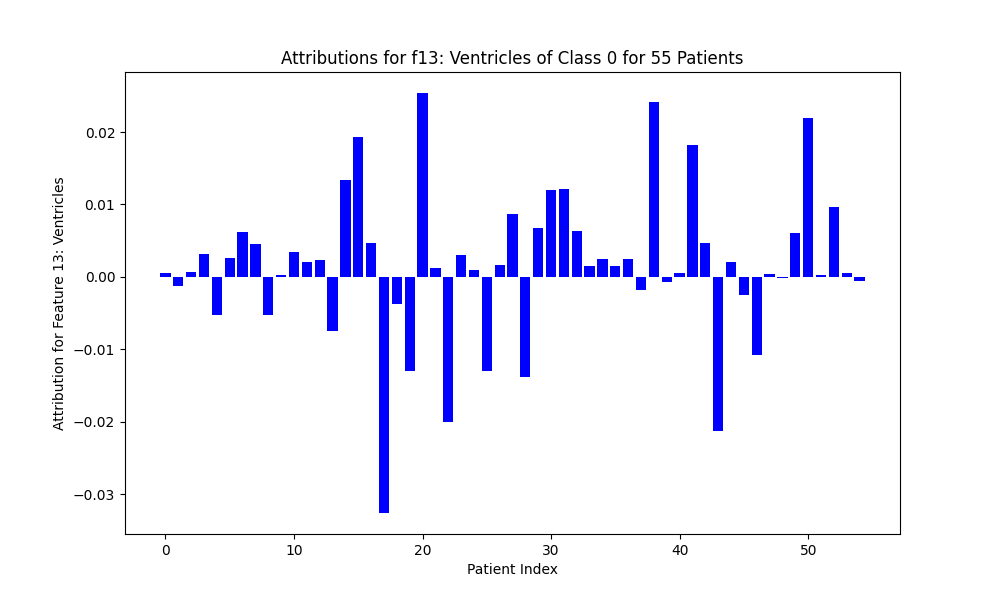 Attributions for f13: Ventricles of Class 0 for 55 Patients
Attribution for Feature 13: Ventricles
0.02
0.01
0.00
−0.01
−0.02
−0.03
0 10 20 30 40 50
Patient Index